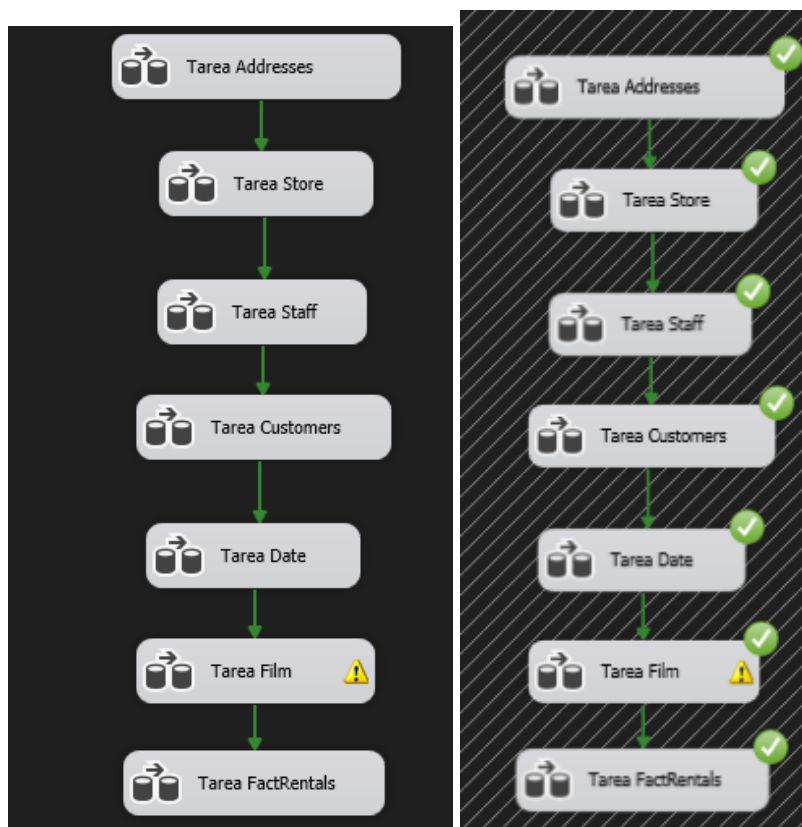 Tarea Addresses
Tarea Store
Tarea Staff
Tarea Customers
Tarea Date
Tarea Film
Tarea FactRentals
Tarea Addresses
Tarea Store
Tarea Staff
Tarea Customers
Tarea Date
Tarea Film
Tarea FactRentals